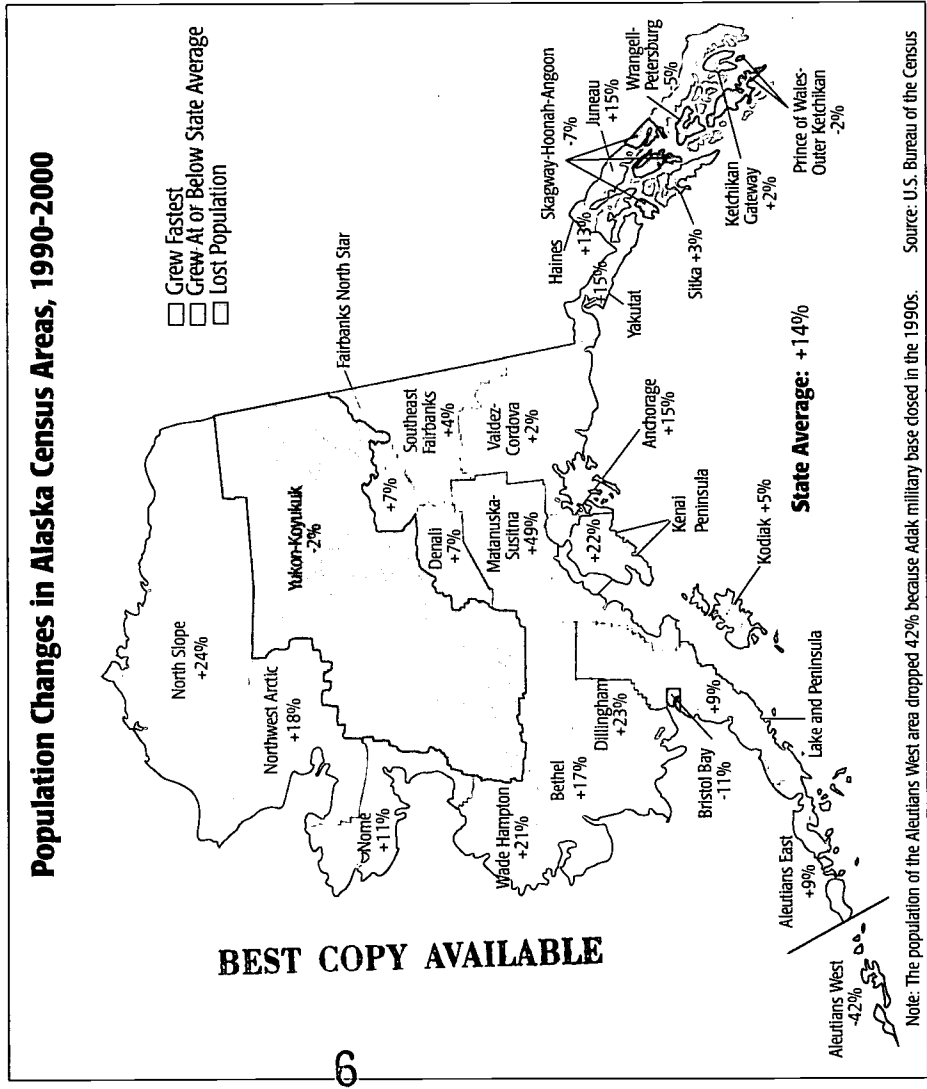 Population Changes in Alaska Census Areas, 1990-2000
Grew Fastest
Grew At or Below State Average
Lost Population
North Slope
+24%
Northwest Arctic
+18%
Nome
+11%
Yukon-Koyukuk
-2%
Fairbanks North Star
+7%
Southeast
Fairbanks
+4%
Denali
+7%
Matanuska-
Susitna
+49%
Valdez-
Cordova
+2%
Wade Hampton
+21%
Bethel
+17%
Dillingham
+23%
Bristol Bay
-11%
+9%
Lake and Peninsula
Aleutians East
+9%
Aleutians West
-42%
+22%
Kenai
Peninsula
Anchorage
+15%
Kodiak +5%
Yakutat
+15%
Haines
+13%
Skagway-Hoonah-Angoon
-7%
Juneau
+15%
Wrangell-
Petersburg
-5%
Sitka +3%
Ketchikan
Gateway
+2%
Prince of Wales-
Outer Ketchikan
-2%
State Average: +14%
Note: The population of the Aleutians West area dropped 42% because Adak military base closed in the 1990s.
Source: U.S. Bureau of the Census
BEST COPY AVAILABLE
6